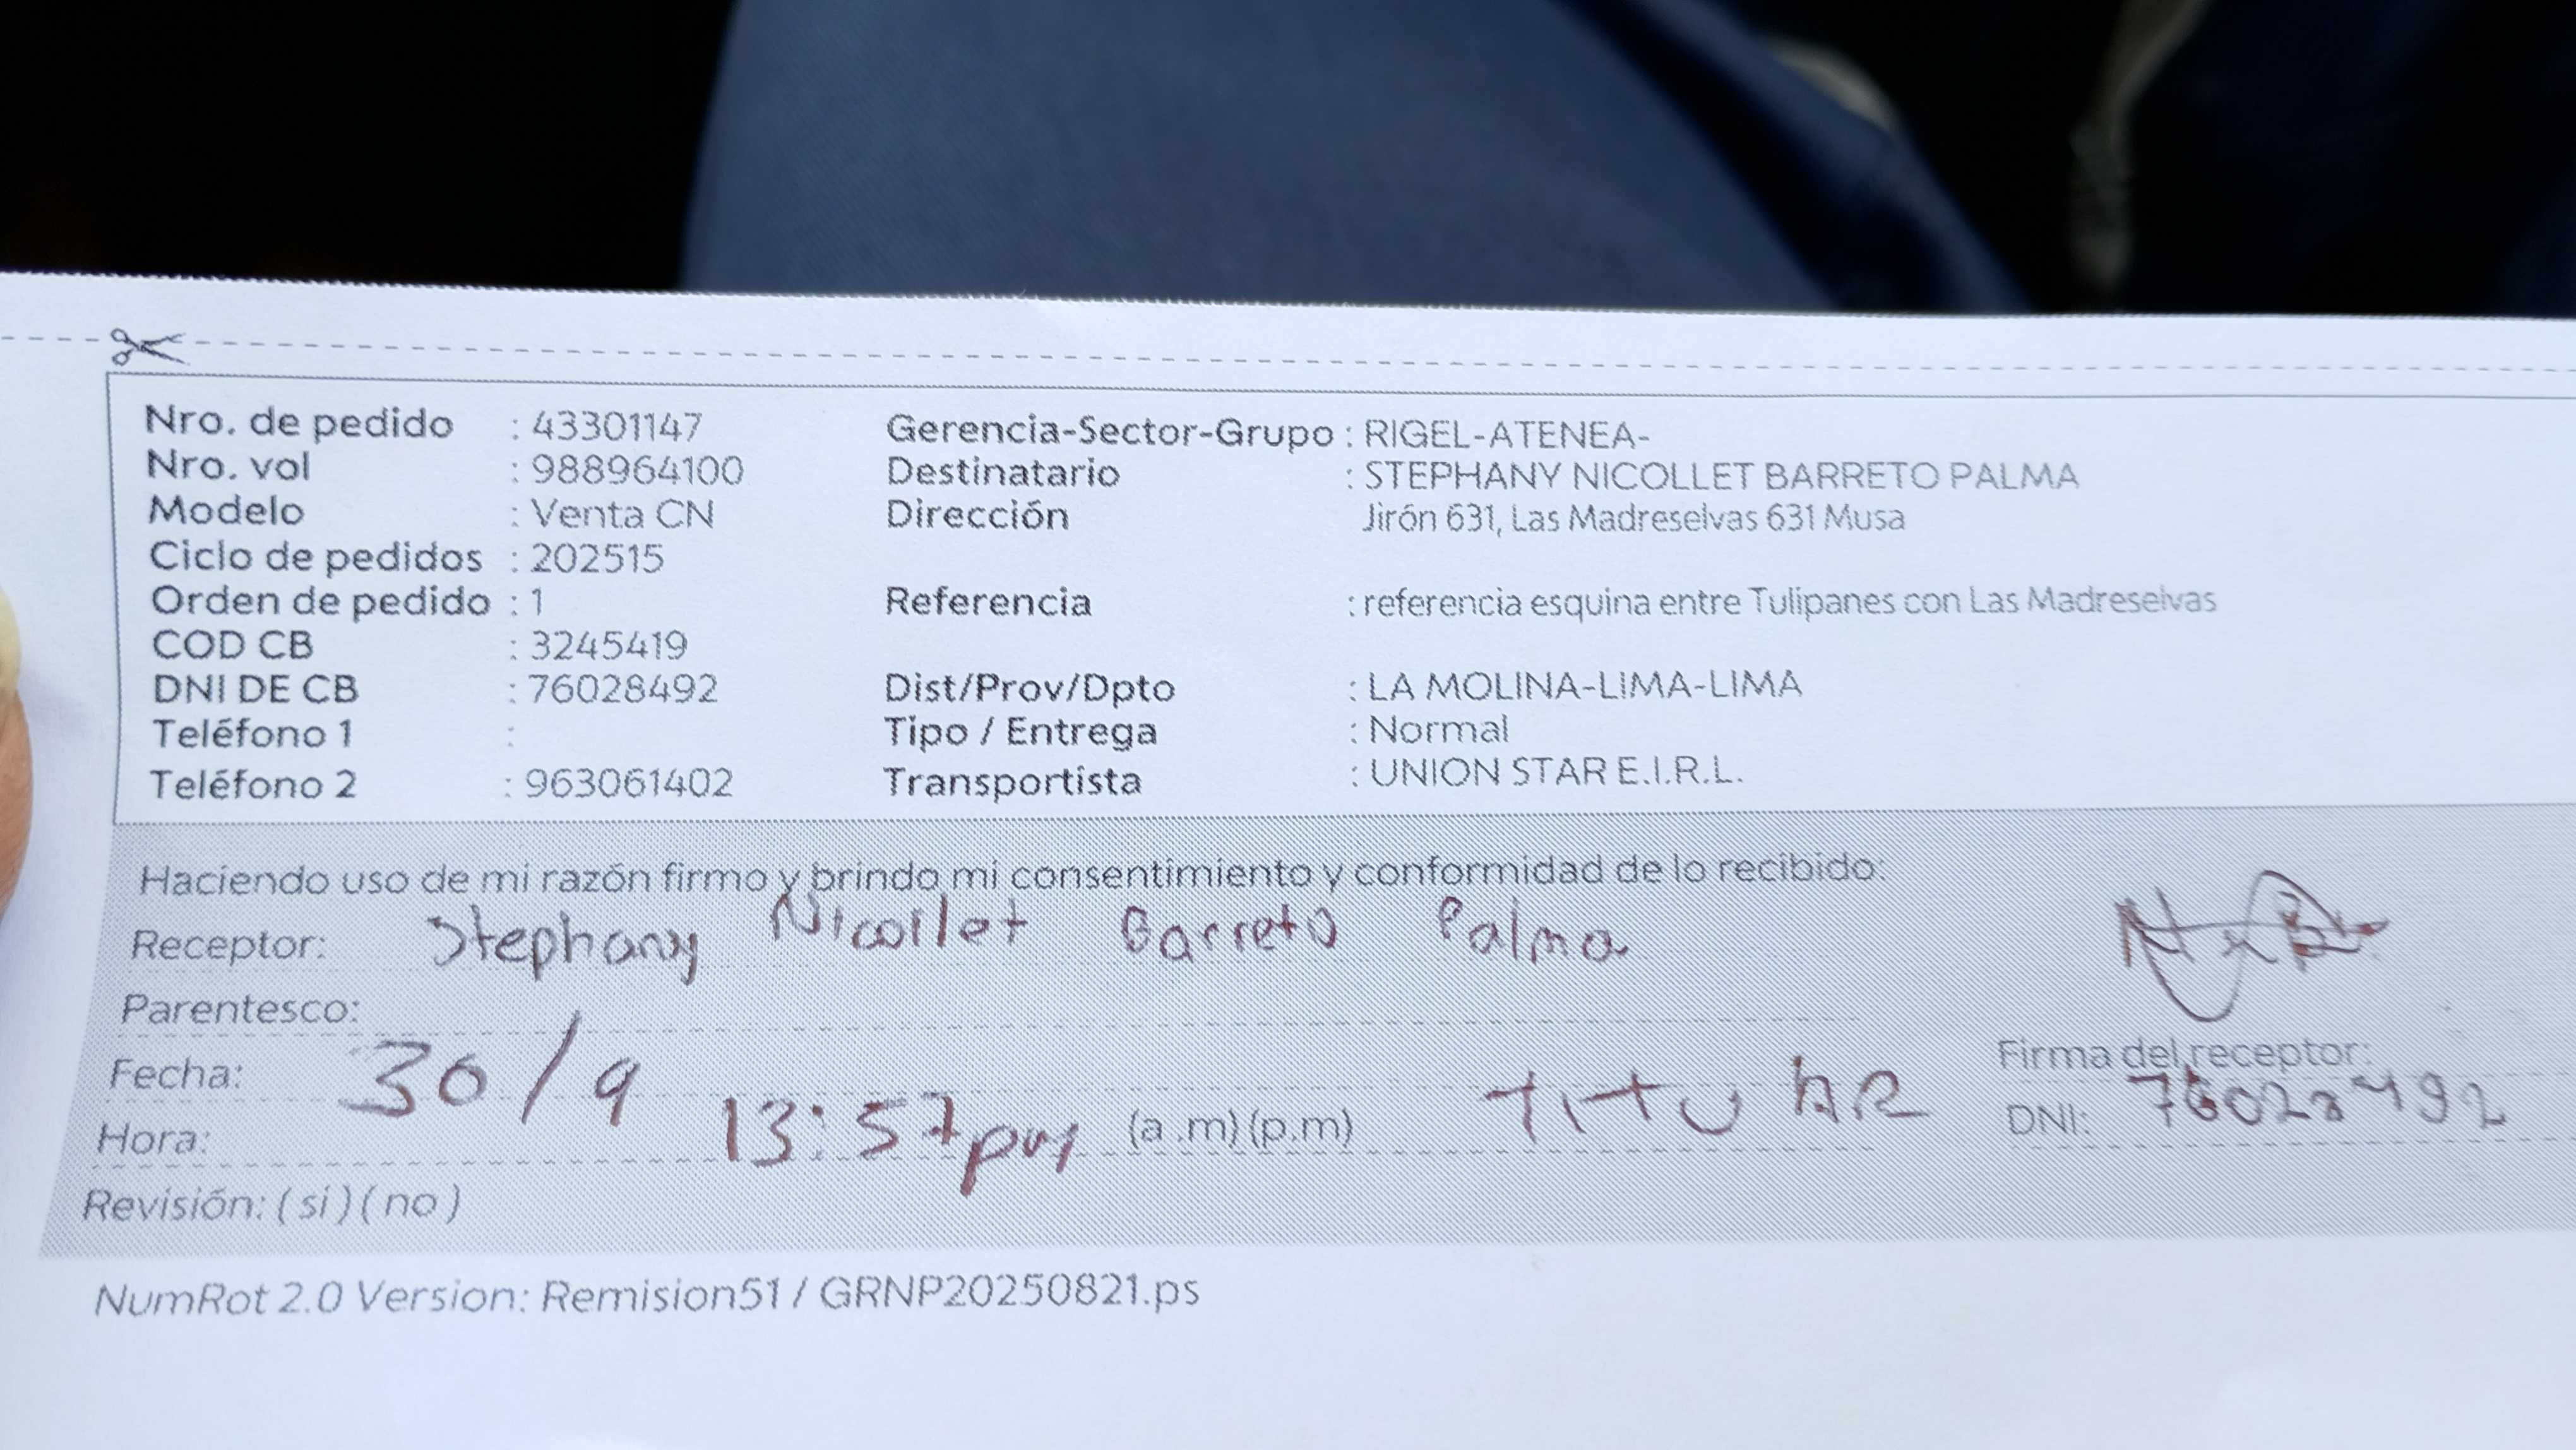 Nro. de pedido : 43301147
Nro. vol : 988964100
Modelo : Venta CN
Ciclo de pedidos : 202515
Orden de pedido : 1
COD CB : 3245419
DNI DE CB : 76028492
Teléfono 1 :
Teléfono 2 : 963061402
Gerencia-Sector-Grupo : RIGEL-ATENEA-
Destinatario : STEPHANY NICOLLET BARRETO PALMA
Dirección Jirón 631, Las Madreselvas 631 Musa
Referencia : referencia esquina entre Tulipanes con Las Madreselvas
Dist/Prov/Dpto : LA MOLINA-LIMA-LIMA
Tipo / Entrega : Normal
Transportista : UNION STAR E.I.R.L.
Haciendo uso de mi razón firmo y brindo mi consentimiento y conformidad de lo recibido:
Receptor: Stephany Nicollet Barreto Palma
Parentesco:
Fecha: 30/9
Hora: 13:57pm (a .m) (p.m) TITULAR
Revisión: ( si ) ( no )
Firma del receptor:
DNI: 76028492
NumRot 2.0 Version: Remision51 / GRNP20250821.ps